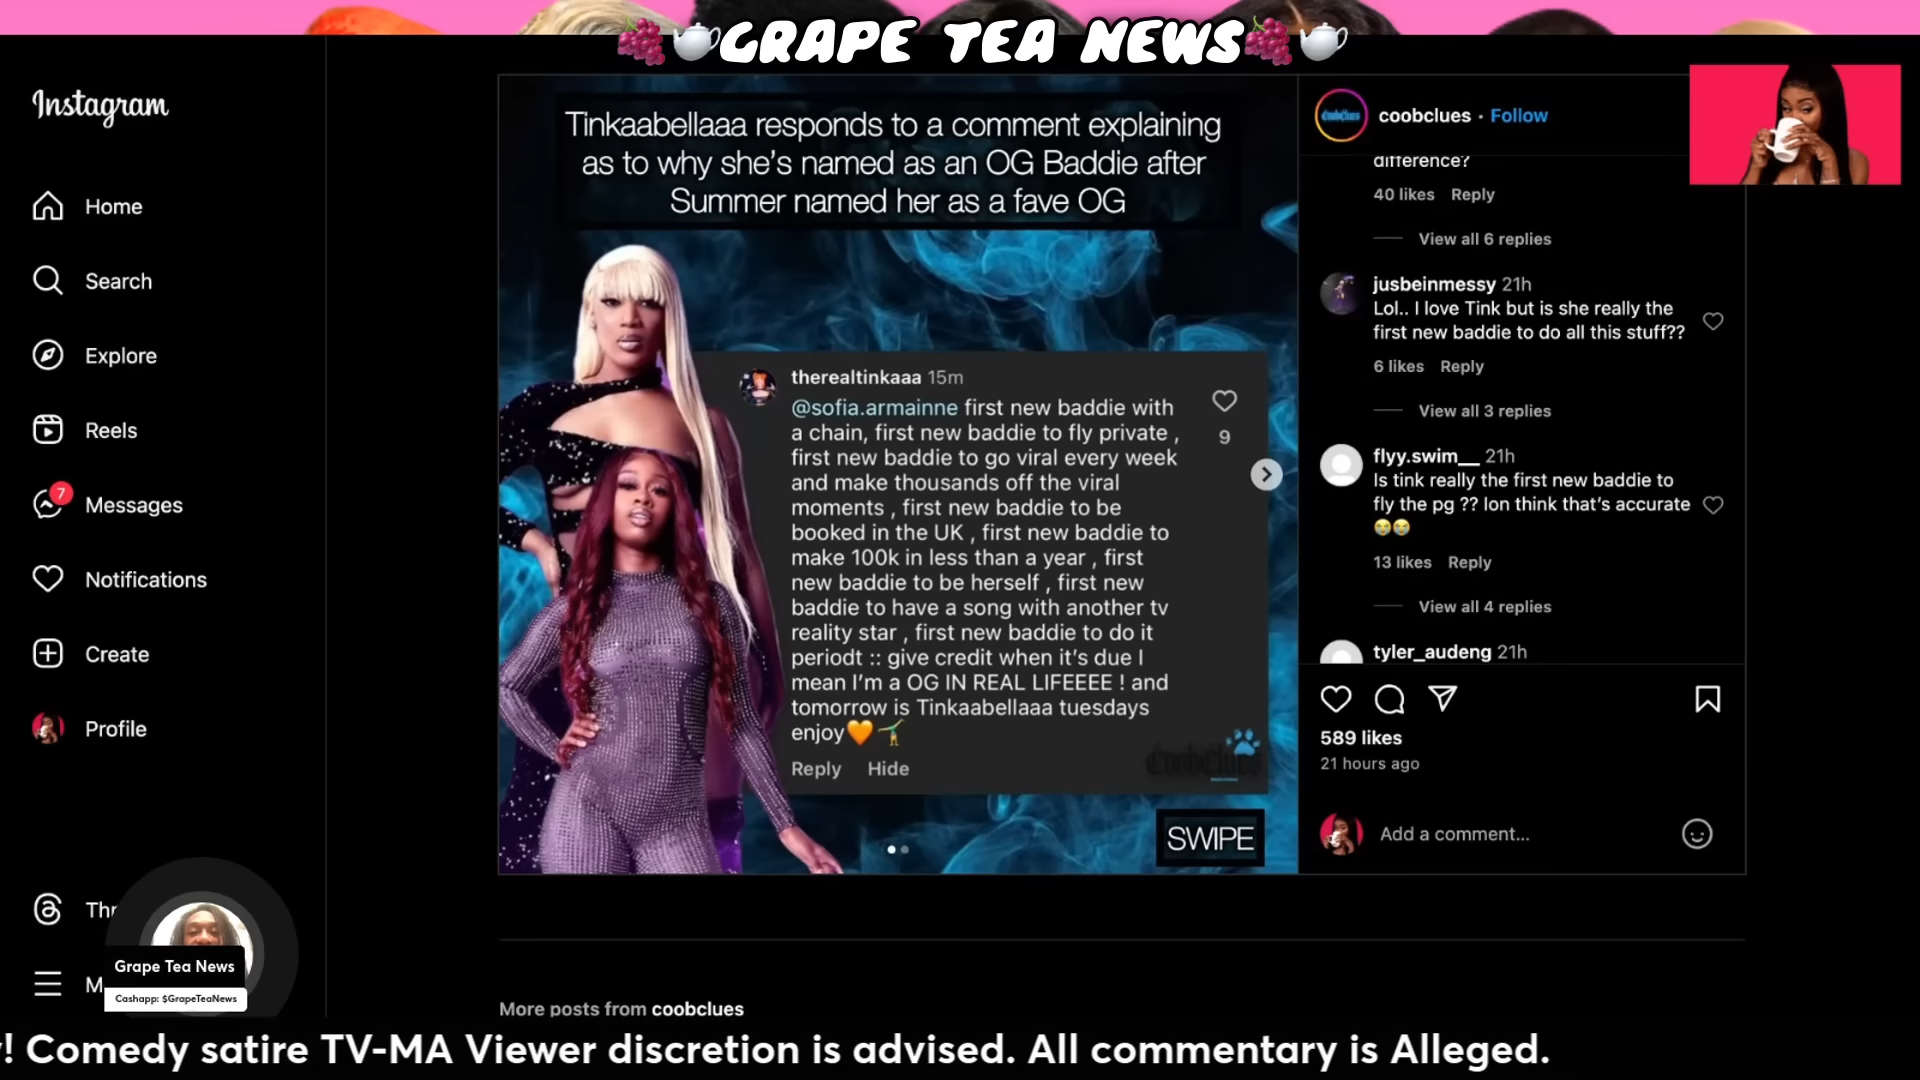 🍇🫖GRAPE TEA NEWS🍇🫖
Instagram
Home
Search
Explore
Reels
7
Messages
Notifications
Create
Profile
Thr
M
Grape Tea News
Cashapp: $GrapeTeaNews
Tinkaabellaaa responds to a comment explaining
as to why she's named as an OG Baddie after
Summer named her as a fave OG
therealtinkaaa 15m
@sofia.armainne first new baddie with
a chain, first new baddie to fly private ,
first new baddie to go viral every week
and make thousands off the viral
moments , first new baddie to be
booked in the UK , first new baddie to
make 100k in less than a year , first
new baddie to be herself , first new
baddie to have a song with another tv
reality star , first new baddie to do it
periodt :: give credit when it's due I
mean I'm a OG IN REAL LIFEEEE ! and
tomorrow is Tinkaabellaaa tuesdays
enjoy🧡🤸
9
Reply Hide
CoobClues
SWIPE
coobclues • Follow
difference?
40 likes Reply
View all 6 replies
jusbeinmessy 21h
Lol.. I love Tink but is she really the
first new baddie to do all this stuff??
6 likes Reply
View all 3 replies
flyy.swim__ 21h
Is tink really the first new baddie to
fly the pg ?? Ion think that's accurate
😭😭
13 likes Reply
View all 4 replies
tyler_audeng 21h
589 likes
21 hours ago
Add a comment...
More posts from coobclues
! Comedy satire TV-MA Viewer discretion is advised. All commentary is Alleged.